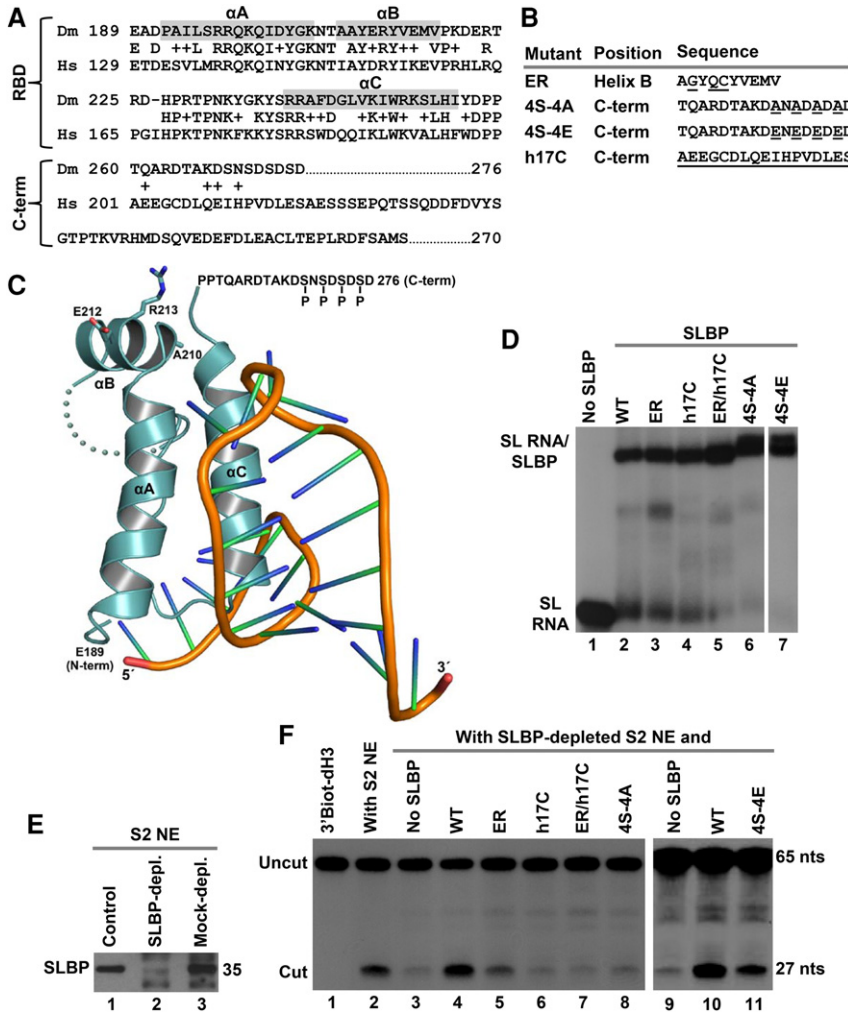 A
αA αB
Dm 189 EADPAILSRRQKQIDYGKNTAAYERYVEMVPKDERT
E D ++L RRQKQI+YGKNT AY+RY++ VP+ R
Hs 129 ETDESVLMRRQKQINYGKNTIAYDRYIKEVPRHLRQ
αC
Dm 225 RD-HPRTPNKYGKYSRRAFDGLVKIWRKSLHIYDPP
HP+TPNK+ KYSRR++D +K+W+ +LH +DPP
Hs 165 PGIHPKTPNKFKKYSRRSWDQQIKLWKVALHFWDPP
RBD
Dm 260 TQARDTAKDSNSDSDSD...................276
+ ++ +
Hs 201 AEEGCDLQEIHPVDLESAESSSEPQTSSQDDFDVYS
GTPTKVRHMDSQVEDEFDLEACLTEPLRDFSAMS...........270
C-term
B
Mutant Position Sequence
ER Helix B AGYQCYVEMV
4S-4A C-term TQARDTAKDANADADAD
4S-4E C-term TQARDTAKDENEDEDED
h17C C-term AEEGCDLQEIHPVDLES
C
PPTQARDTAKDSNSDSDSD 276 (C-term)
P P P P
E212
R213
A210
αB
αA
αC
E189
(N-term)
5´
3´
D
SLBP
No SLBP WT ER h17C ER/h17C 4S-4A 4S-4E
SL RNA/
SLBP
SL
RNA
1 2 3 4 5 6 7
E
S2 NE
Control SLBP-depl. Mock-depl.
SLBP 35
1 2 3
F
With SLBP-depleted S2 NE and
3'Biot-dH3 With S2 NE No SLBP WT ER h17C ER/h17C 4S-4A No SLBP WT 4S-4E
Uncut 65 nts
Cut 27 nts
1 2 3 4 5 6 7 8 9 10 11